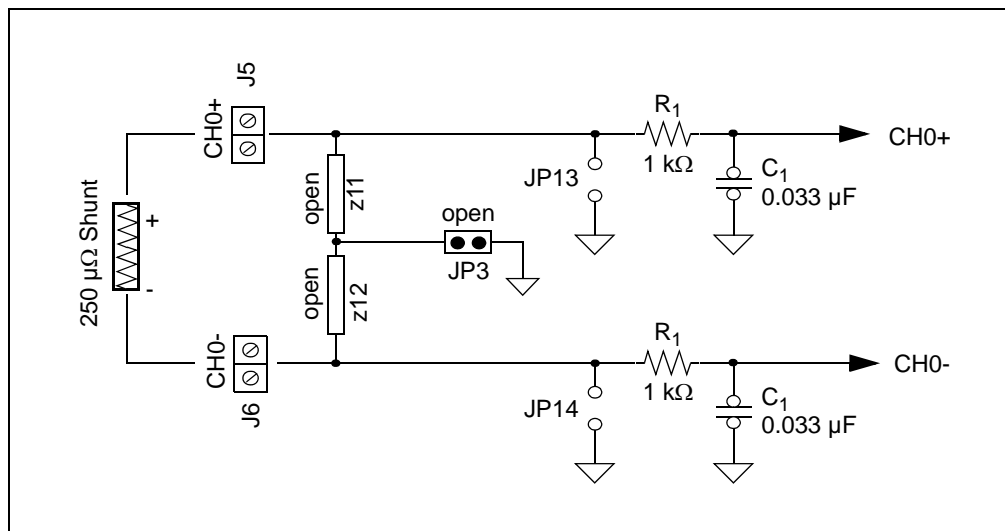 J5
CH0+
R1
CH0+
1 kΩ
C1
0.033 µF
JP13
open
z11
open
JP3
250 µΩ Shunt
+
-
open
z12
CH0-
J6
R1
CH0-
1 kΩ
C1
0.033 µF
JP14